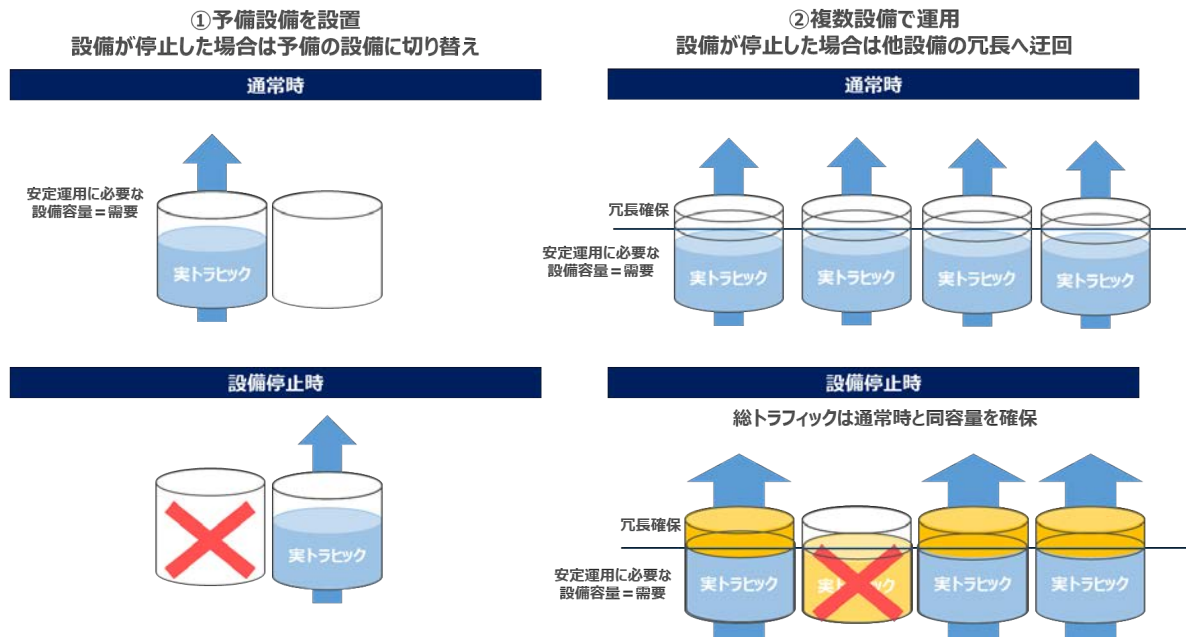 ①予備設備を設置
設備が停止した場合は予備の設備に切り替え
通常時
安定運用に必要な
設備容量＝需要
実トラヒック
設備停止時
実トラヒック
②複数設備で運用
設備が停止した場合は他設備の冗長へ迂回
通常時
冗長確保
安定運用に必要な
設備容量＝需要
実トラヒック
実トラヒック
実トラヒック
実トラヒック
設備停止時
総トラフィックは通常時と同容量を確保
冗長確保
安定運用に必要な
設備容量＝需要
実トラヒック
実トラヒック
実トラヒック
実トラヒック